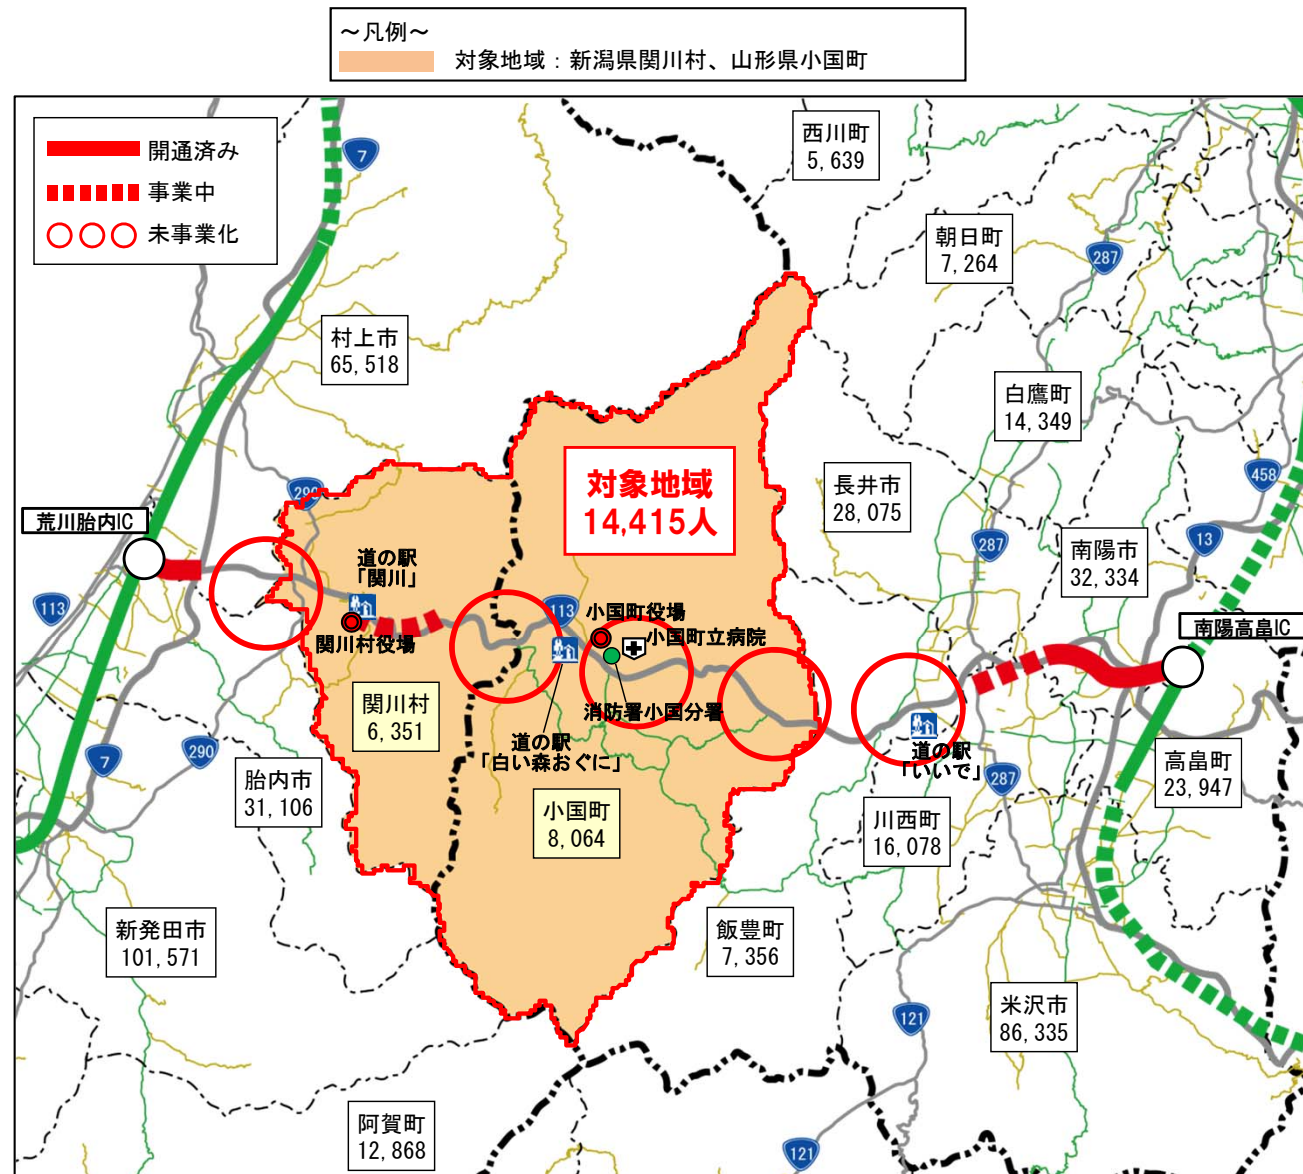 ～凡例～
対象地域：新潟県関川村、山形県小国町
開通済み
事業中
未事業化
7
西川町
5,639
朝日町
7,264
287
村上市
65,518
白鷹町
14,349
対象地域
14,415人
長井市
28,075
458
290
荒川胎内IC
287
南陽市
32,334
13
道の駅
「関川」
113
113
小国町役場
小国町立病院
南陽高畠IC
関川村役場
関川村
6,351
消防署小国分署
道の駅
「白い森おぐに」
道の駅
「いいで」
7
290
胎内市
31,106
287
高畠町
23,947
小国町
8,064
川西町
16,078
新発田市
101,571
飯豊町
7,356
121
米沢市
86,335
阿賀町
12,868
121